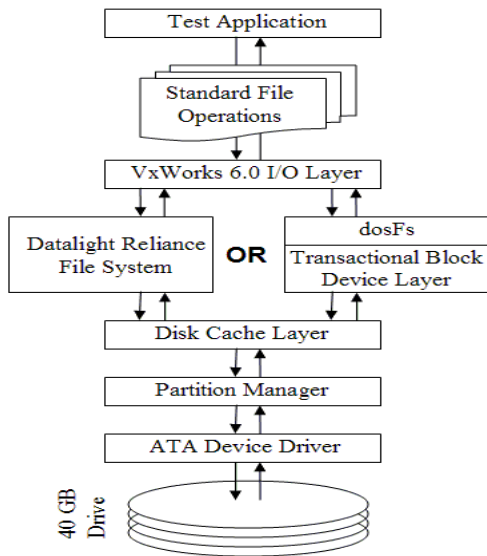 Test Application
Standard File
Operations
VxWorks 6.0 I/O Layer
Datalight Reliance
File System
OR
dosFs
Transactional Block
Device Layer
Disk Cache Layer
Partition Manager
ATA Device Driver
40 GB
Drive